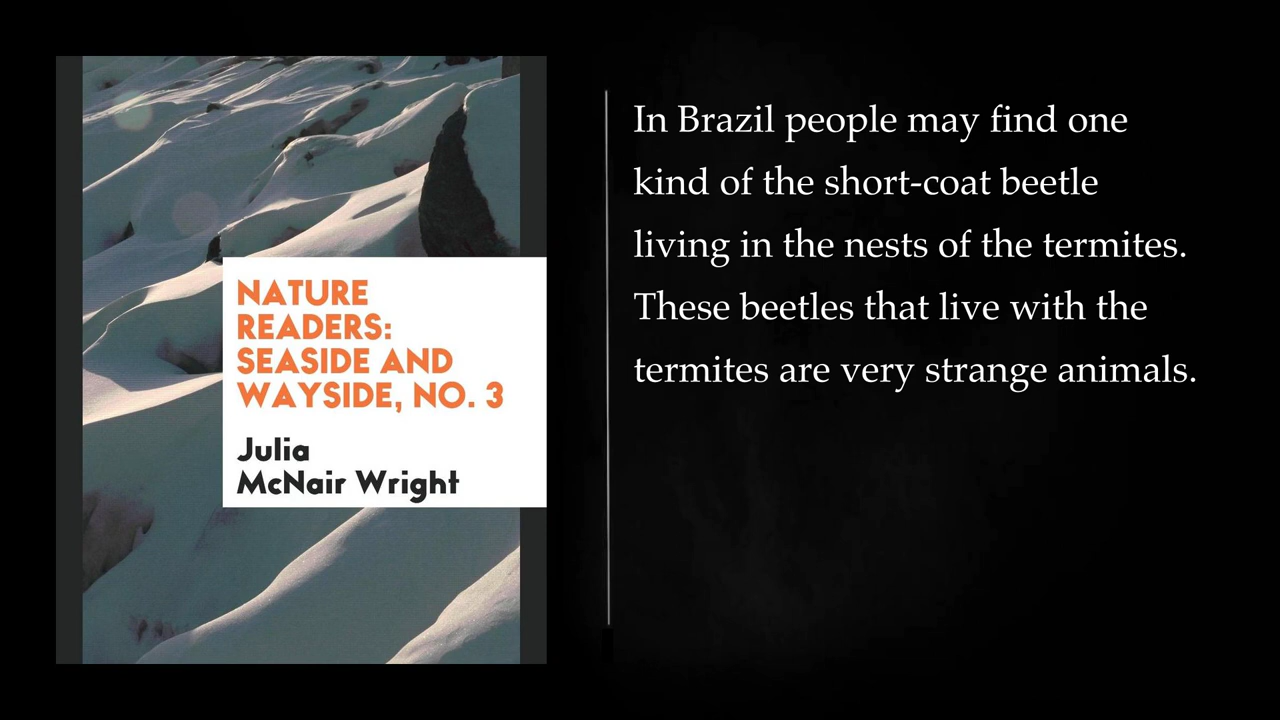 NATURE
READERS:
SEASIDE AND
WAYSIDE, NO. 3
Julia
McNair Wright
In Brazil people may find one
kind of the short-coat beetle
living in the nests of the termites.
These beetles that live with the
termites are very strange animals.